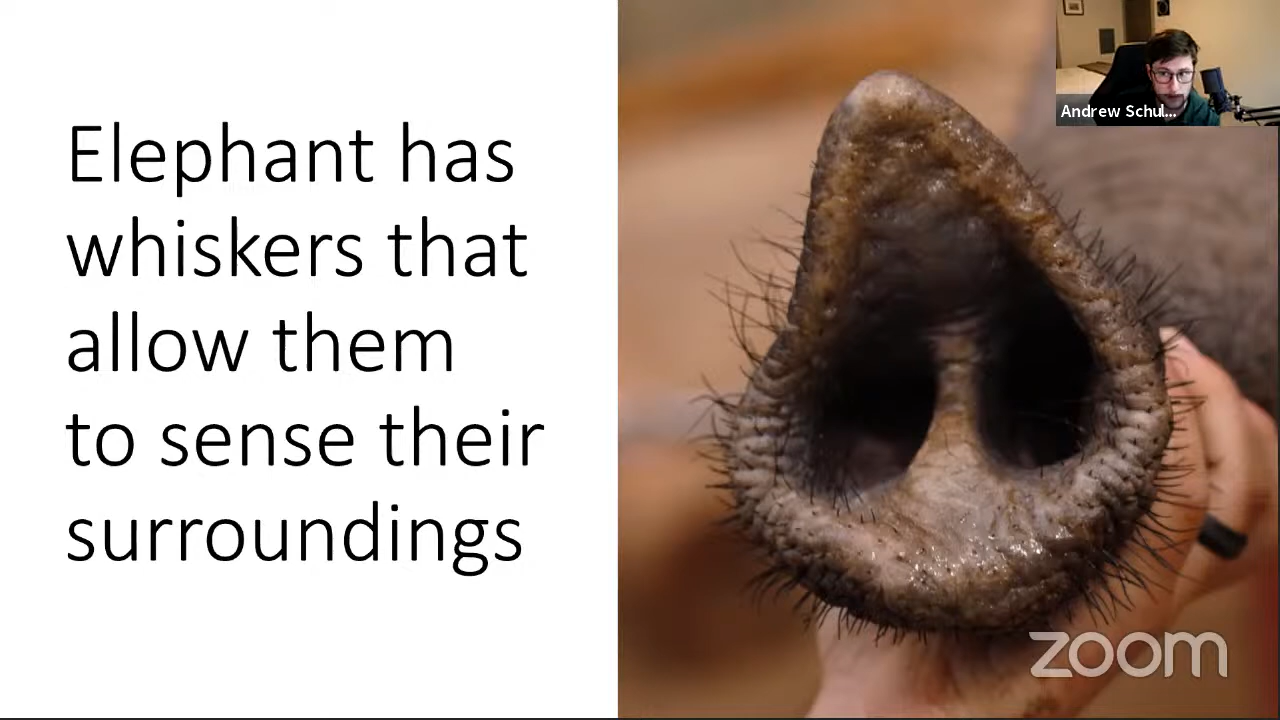 Elephant has
whiskers that
allow them
to sense their
surroundings
Andrew Schul...
zoom